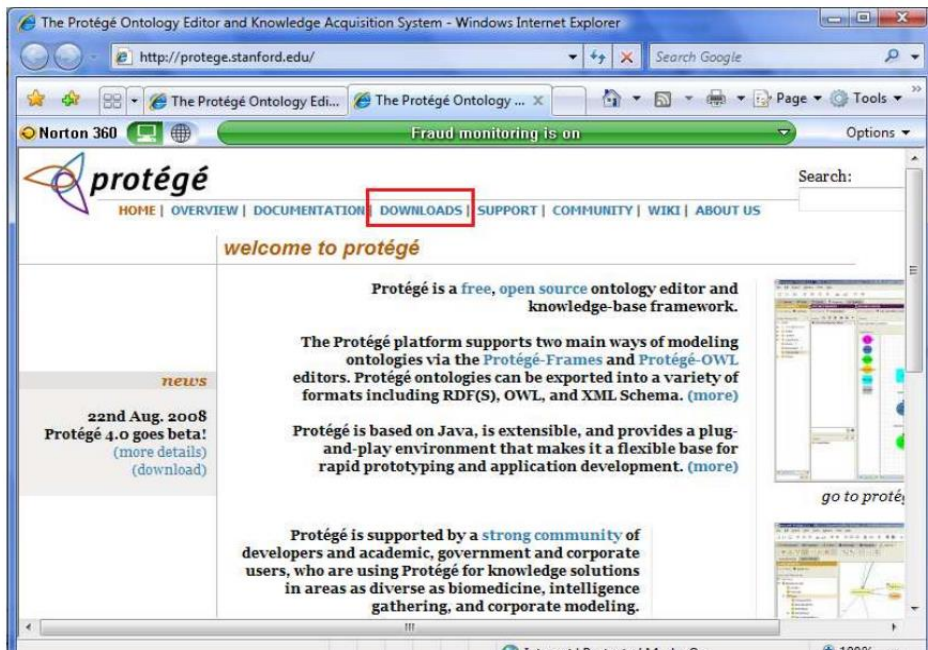 The Protégé Ontology Editor and Knowledge Acquisition System - Windows Internet Explorer
http://protege.stanford.edu/
Search Google
The Protégé Ontology Edi...
The Protégé Ontology ...
Page
Tools
Norton 360
Fraud monitoring is on
Options
protégé
Search:
HOME | OVERVIEW | DOCUMENTATION | DOWNLOADS | SUPPORT | COMMUNITY | WIKI | ABOUT US
welcome to protégé
Protégé is a free, open source ontology editor and
knowledge-base framework.
The Protégé platform supports two main ways of modeling
ontologies via the Protégé-Frames and Protégé-OWL
editors. Protégé ontologies can be exported into a variety of
formats including RDF(S), OWL, and XML Schema. (more)
news
22nd Aug. 2008
Protégé 4.0 goes beta!
(more details)
(download)
Protégé is based on Java, is extensible, and provides a plug-
and-play environment that makes it a flexible base for
rapid prototyping and application development. (more)
go to proté
Protégé is supported by a strong community of
developers and academic, government and corporate
users, who are using Protégé for knowledge solutions
in areas as diverse as biomedicine, intelligence
gathering, and corporate modeling.